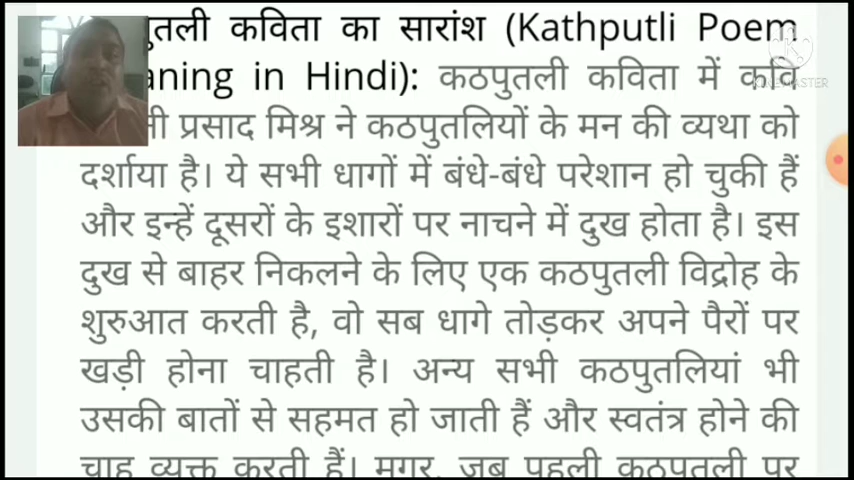 कविता का सारांश (Kathputli Poem
in Hindi): कठपुतली कविता में कवि
KINEMASTER
प्रसाद मिश्र ने कठपुतलियों के मन की व्यथा को
दर्शाया है। ये सभी धागों में बंधे-बंधे परेशान हो चुकी हैं
और इन्हें दूसरों के इशारों पर नाचने में दुख होता है। इस
दुख से बाहर निकलने के लिए एक कठपुतली विद्रोह के
शुरुआत करती है, वो सब धागे तोड़कर अपने पैरों पर
खड़ी होना चाहती है। अन्य सभी कठपुतलियां भी
उसकी बातों से सहमत हो जाती हैं और स्वतंत्र होने की
चाह व्यक्त करती हैं। मगर, जब पहली कठपुतली पर